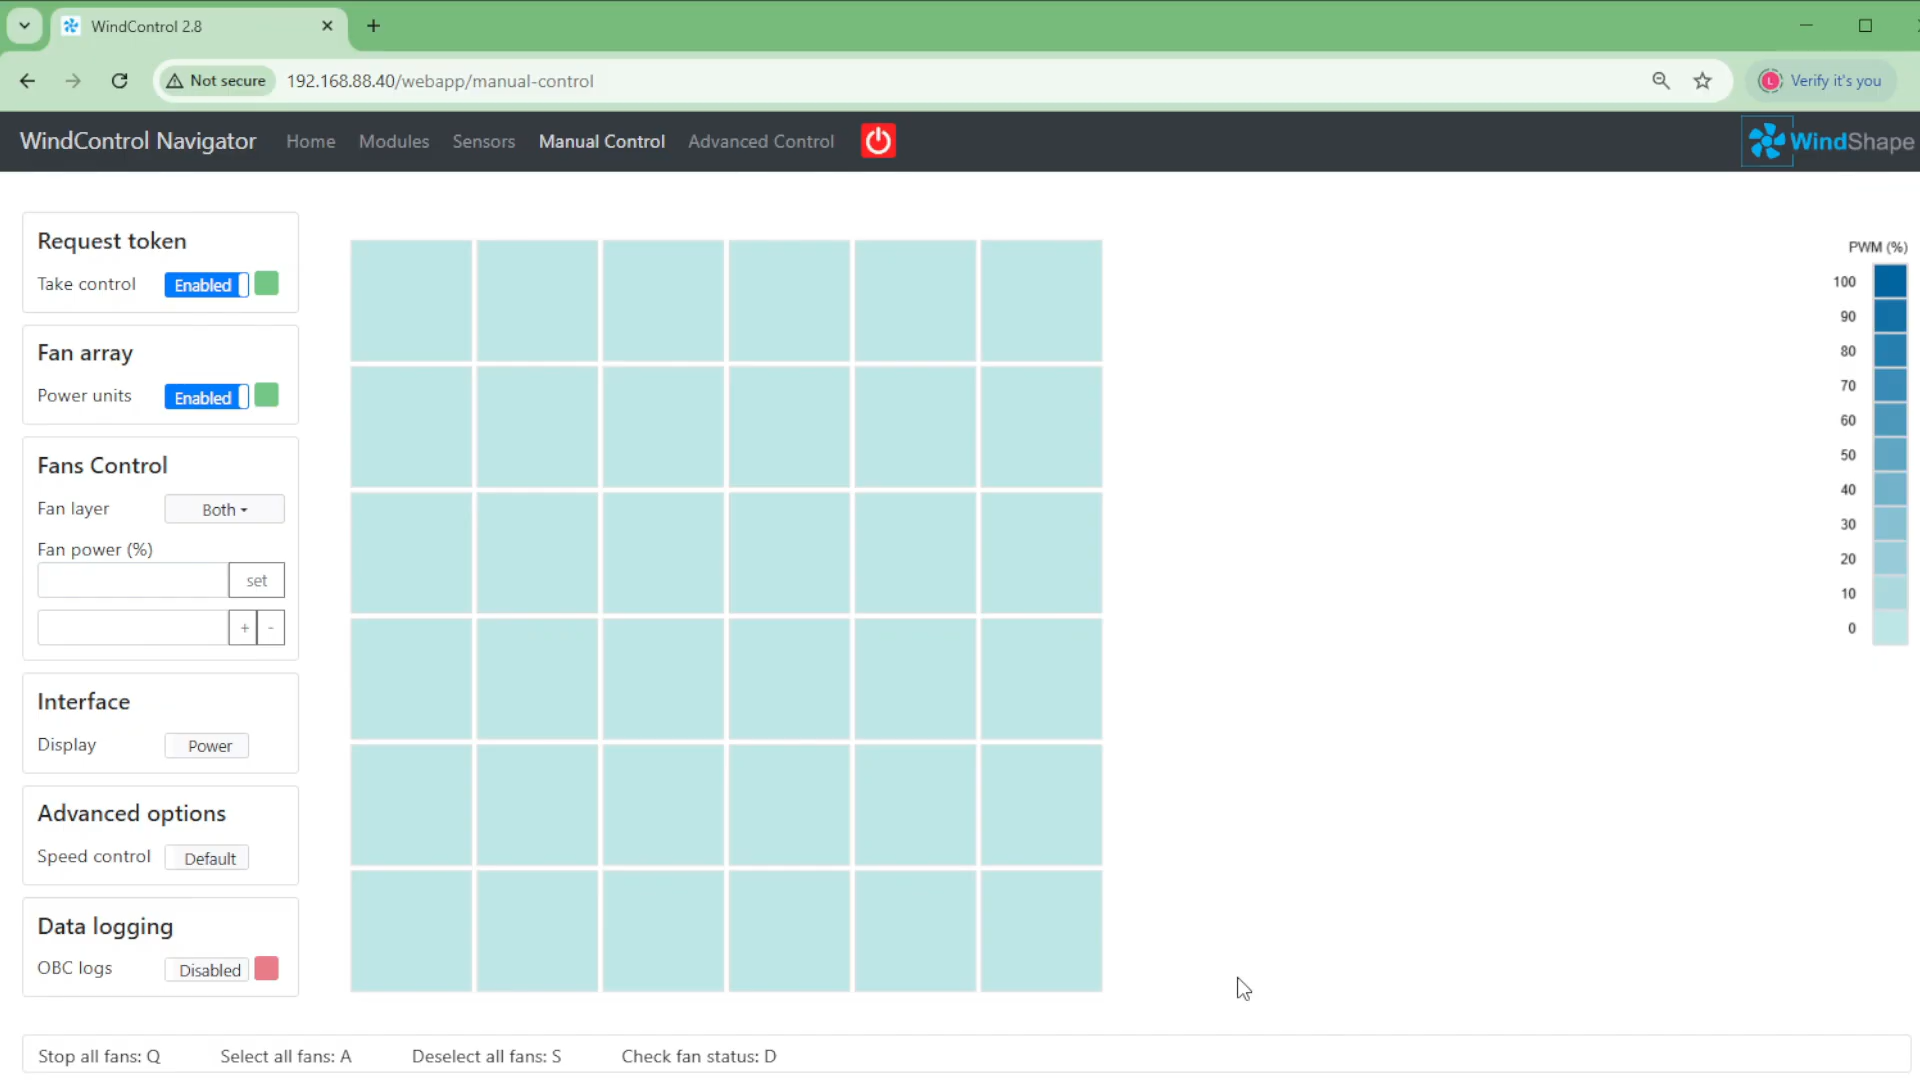 WindControl 2.8
Not secure 192.168.88.40/webapp/manual-control
L Verify it's you
WindControl Navigator Home Modules Sensors Manual Control Advanced Control
WindShape
Request token
Take control Enabled
Fan array
Power units Enabled
Fans Control
Fan layer Both
Fan power (%)
set
+ -
Interface
Display Power
Advanced options
Speed control Default
Data logging
OBC logs Disabled
PWM (%)
100
90
80
70
60
50
40
30
20
10
0
Stop all fans: Q Select all fans: A Deselect all fans: S Check fan status: D